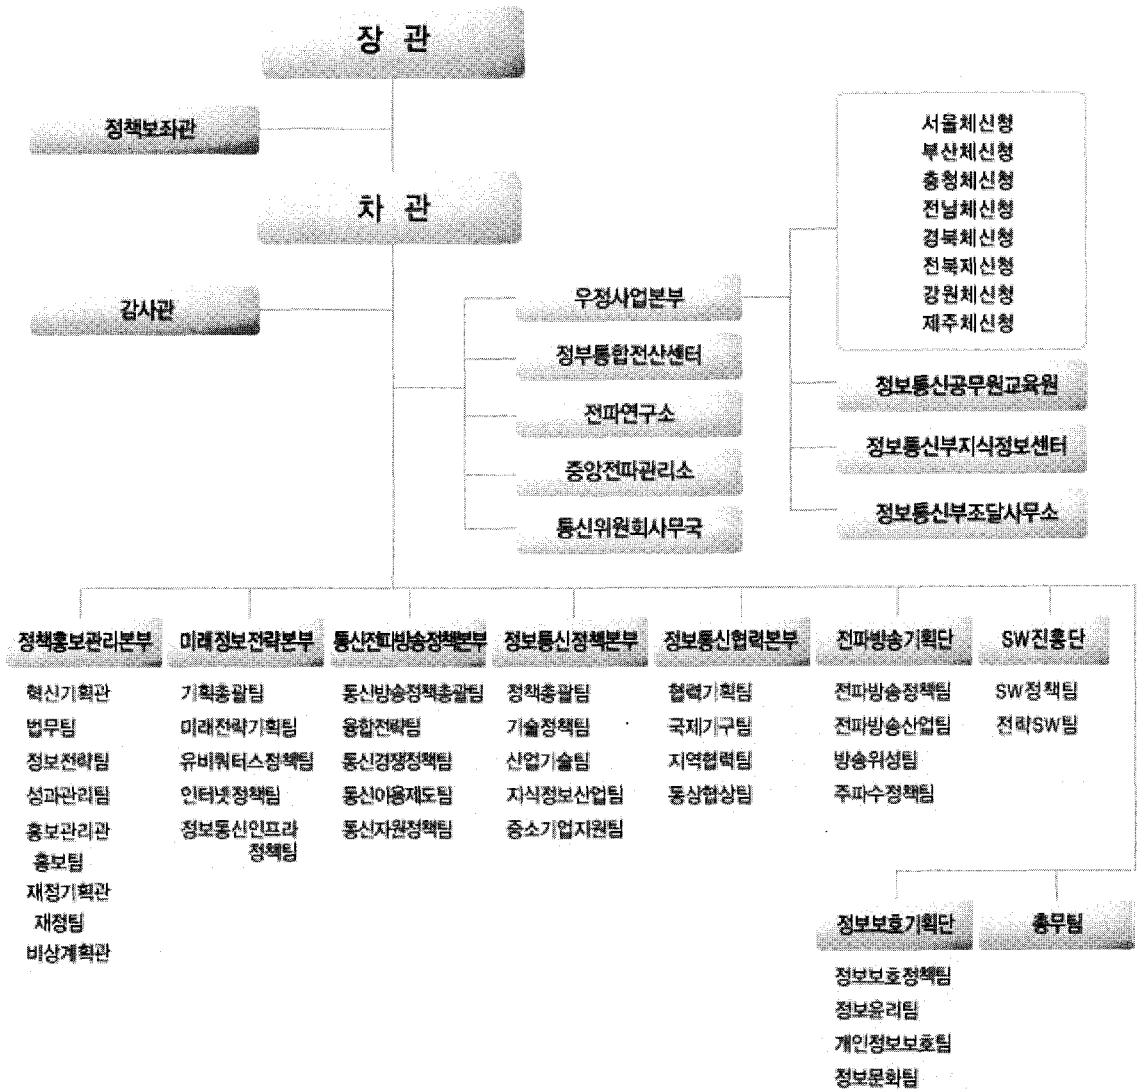 장 관
정책보좌관
차 관
감사관
우정사업본부
정부통합전산센터
전파연구소
중앙전파관리소
통신위원회사무국
서울체신청
부산체신청
충청체신청
전남체신청
경북체신청
전북체신청
강원체신청
제주체신청
정보통신공무원교육원
정보통신부지식정보센터
정보통신부조달사무소
정책홍보관리본부
혁신기획관
법무팀
정보전략팀
성과관리팀
홍보관리관
홍보팀
재정기획관
재정팀
비상계획관
미래정보전략본부
기획총괄팀
미래전략기획팀
유비쿼터스정책팀
인터넷정책팀
정보통신인프라
정책팀
통신전파방송정책본부
통신방송정책총괄팀
융합전략팀
통신경쟁정책팀
통신이용제도팀
통신자원정책팀
정보통신정책본부
정책총괄팀
기술정책팀
산업기술팀
지식정보산업팀
중소기업지원팀
정보통신협력본부
협력기획팀
국제기구팀
지역협력팀
통상협상팀
전파방송기획단
전파방송정책팀
전파방송산업팀
방송위성팀
주파수정책팀
SW진흥단
SW정책팀
전략SW팀
정보보호기획단
정보보호정책팀
정보윤리팀
개인정보보호팀
정보문화팀
총무팀